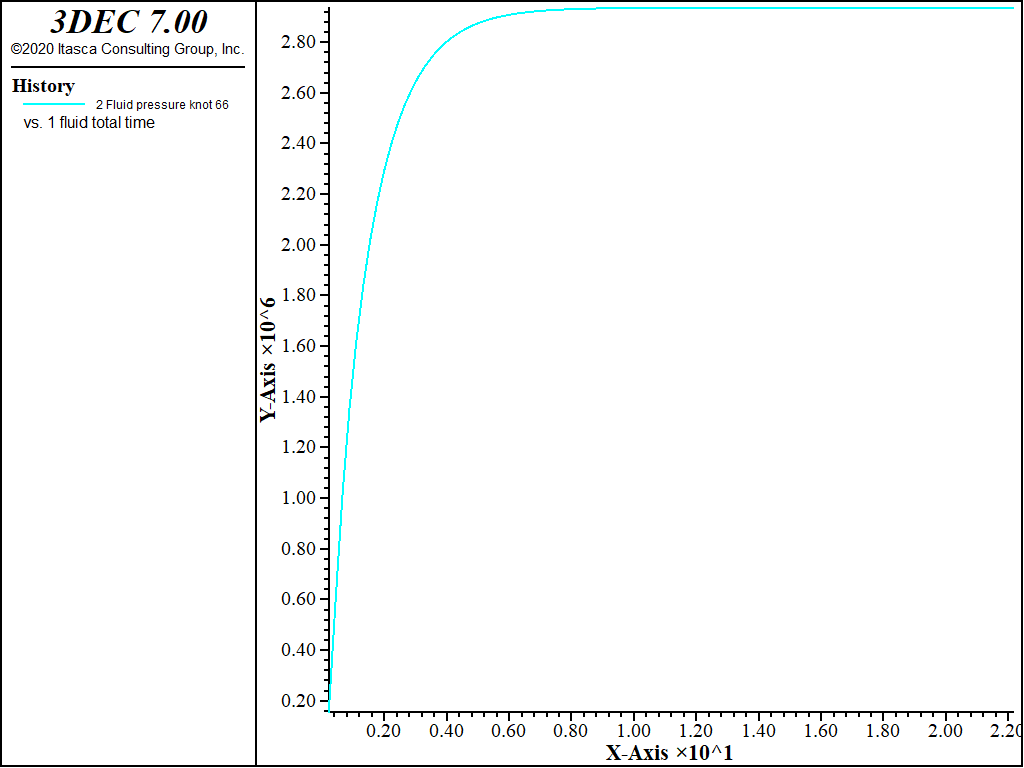 3DEC 7.00
©2020 Itasca Consulting Group, Inc.
History
2 Fluid pressure knot 66
vs. 1 fluid total time
Y-Axis ×10^6
2.80
2.60
2.40
2.20
2.00
1.80
1.60
1.40
1.20
1.00
0.80
0.60
0.40
0.20
0.20 0.40 0.60 0.80 1.00 1.20 1.40 1.60 1.80 2.00 2.20
X-Axis ×10^1